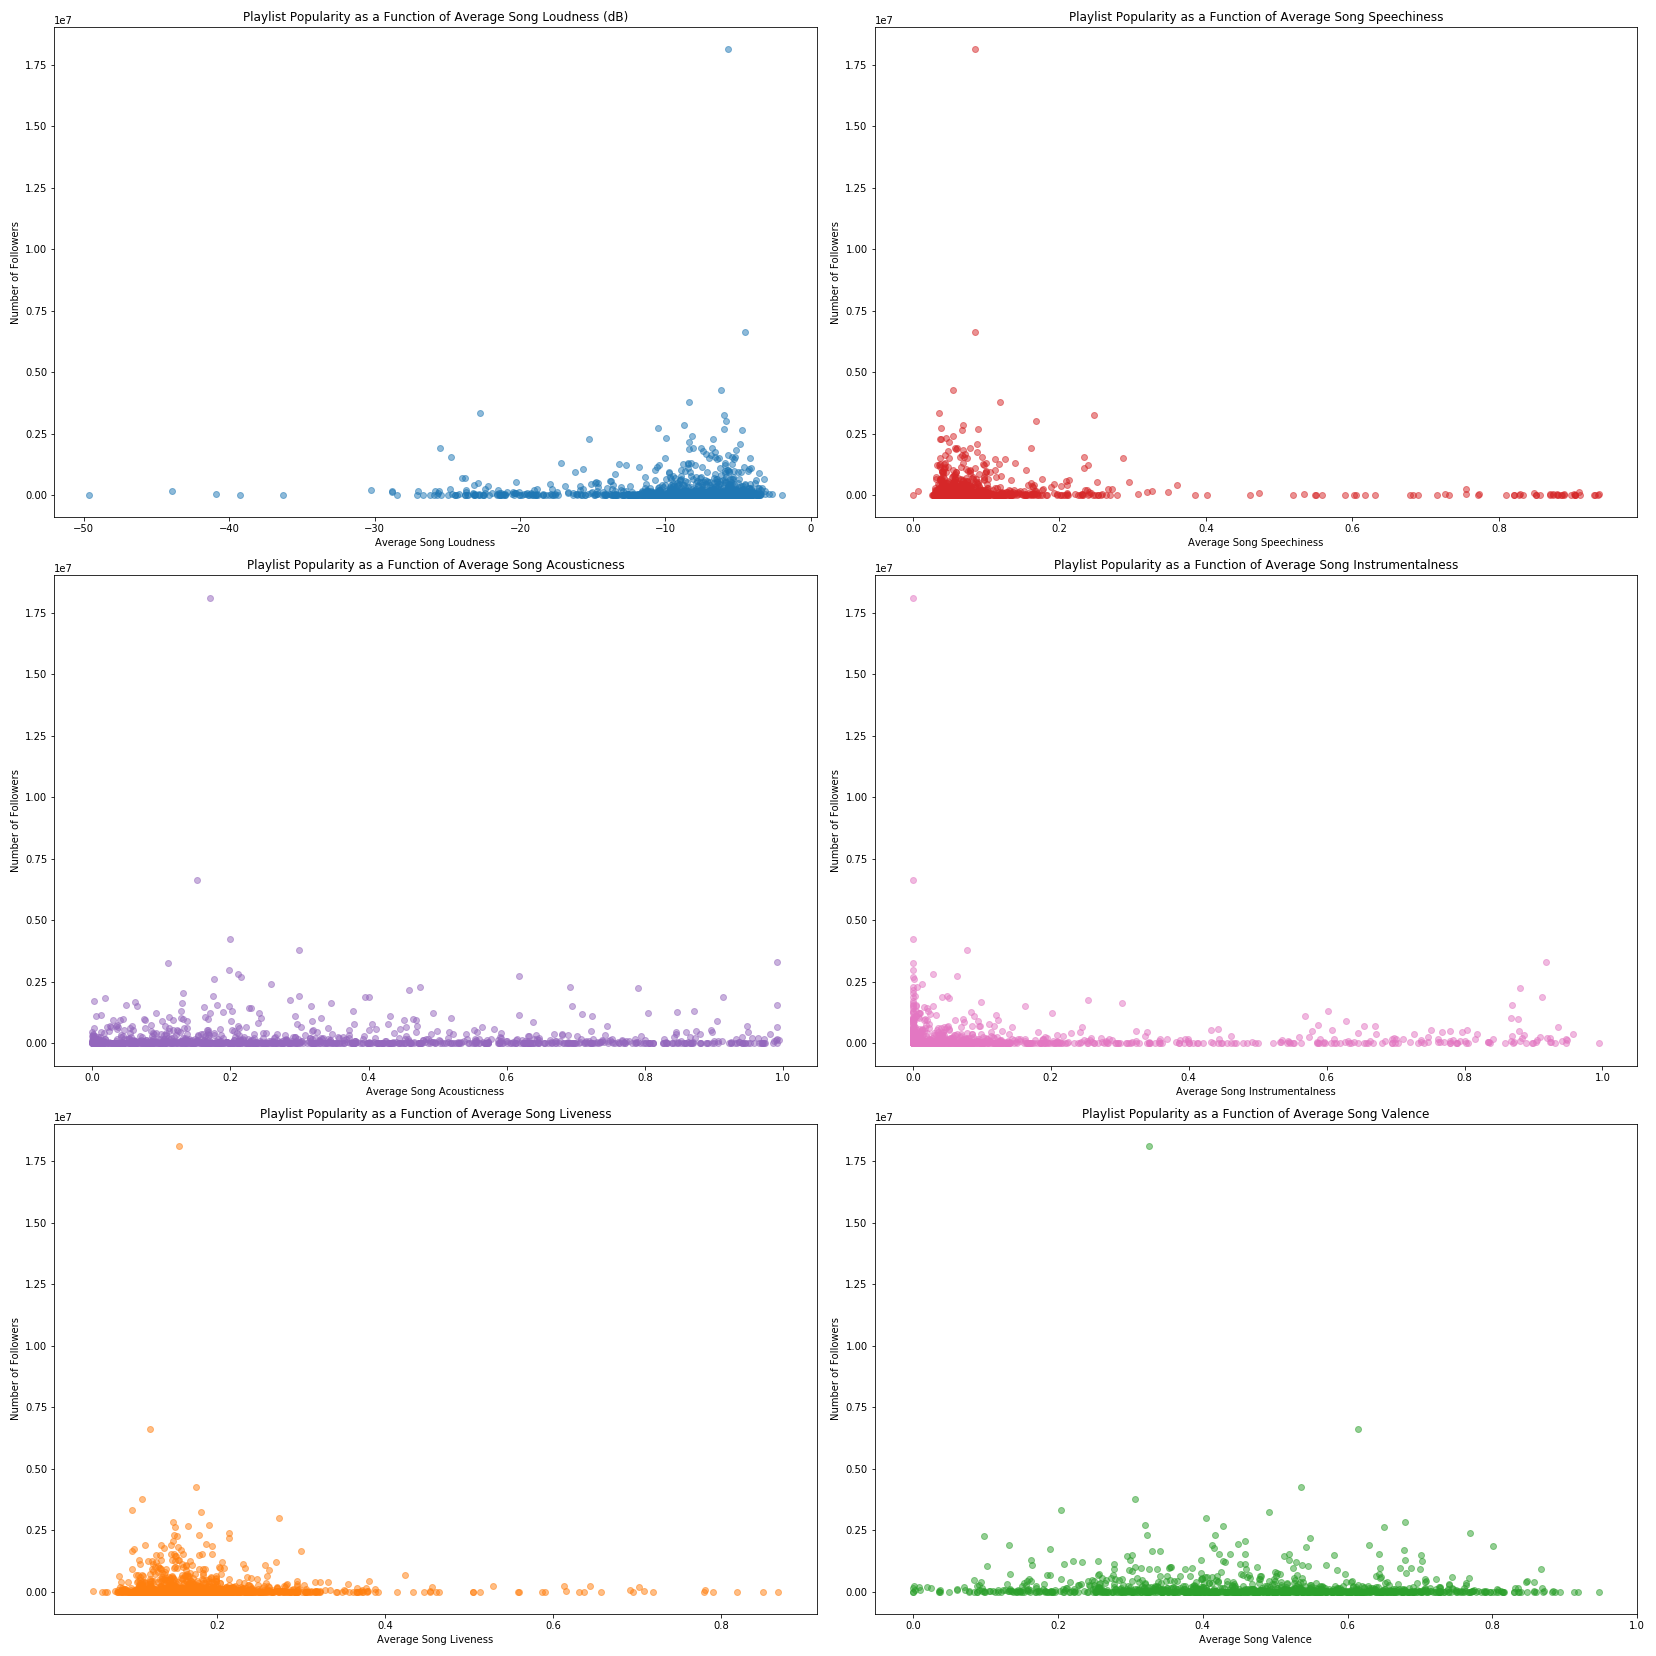 Playlist Popularity as a Function of Average Song Loudness (dB)
1e7
1.75
1.50
1.25
1.00
0.75
0.50
0.25
0.00
Number of Followers
−50 −40 −30 −20 −10 0
Average Song Loudness
Playlist Popularity as a Function of Average Song Speechiness
1e7
1.75
1.50
1.25
1.00
0.75
0.50
0.25
0.00
Number of Followers
0.0 0.2 0.4 0.6 0.8
Average Song Speechiness
Playlist Popularity as a Function of Average Song Acousticness
1e7
1.75
1.50
1.25
1.00
0.75
0.50
0.25
0.00
Number of Followers
0.0 0.2 0.4 0.6 0.8 1.0
Average Song Acousticness
Playlist Popularity as a Function of Average Song Instrumentalness
1e7
1.75
1.50
1.25
1.00
0.75
0.50
0.25
0.00
Number of Followers
0.0 0.2 0.4 0.6 0.8 1.0
Average Song Instrumentalness
Playlist Popularity as a Function of Average Song Liveness
1e7
1.75
1.50
1.25
1.00
0.75
0.50
0.25
0.00
Number of Followers
0.2 0.4 0.6 0.8
Average Song Liveness
Playlist Popularity as a Function of Average Song Valence
1e7
1.75
1.50
1.25
1.00
0.75
0.50
0.25
0.00
Number of Followers
0.0 0.2 0.4 0.6 0.8 1.0
Average Song Valence